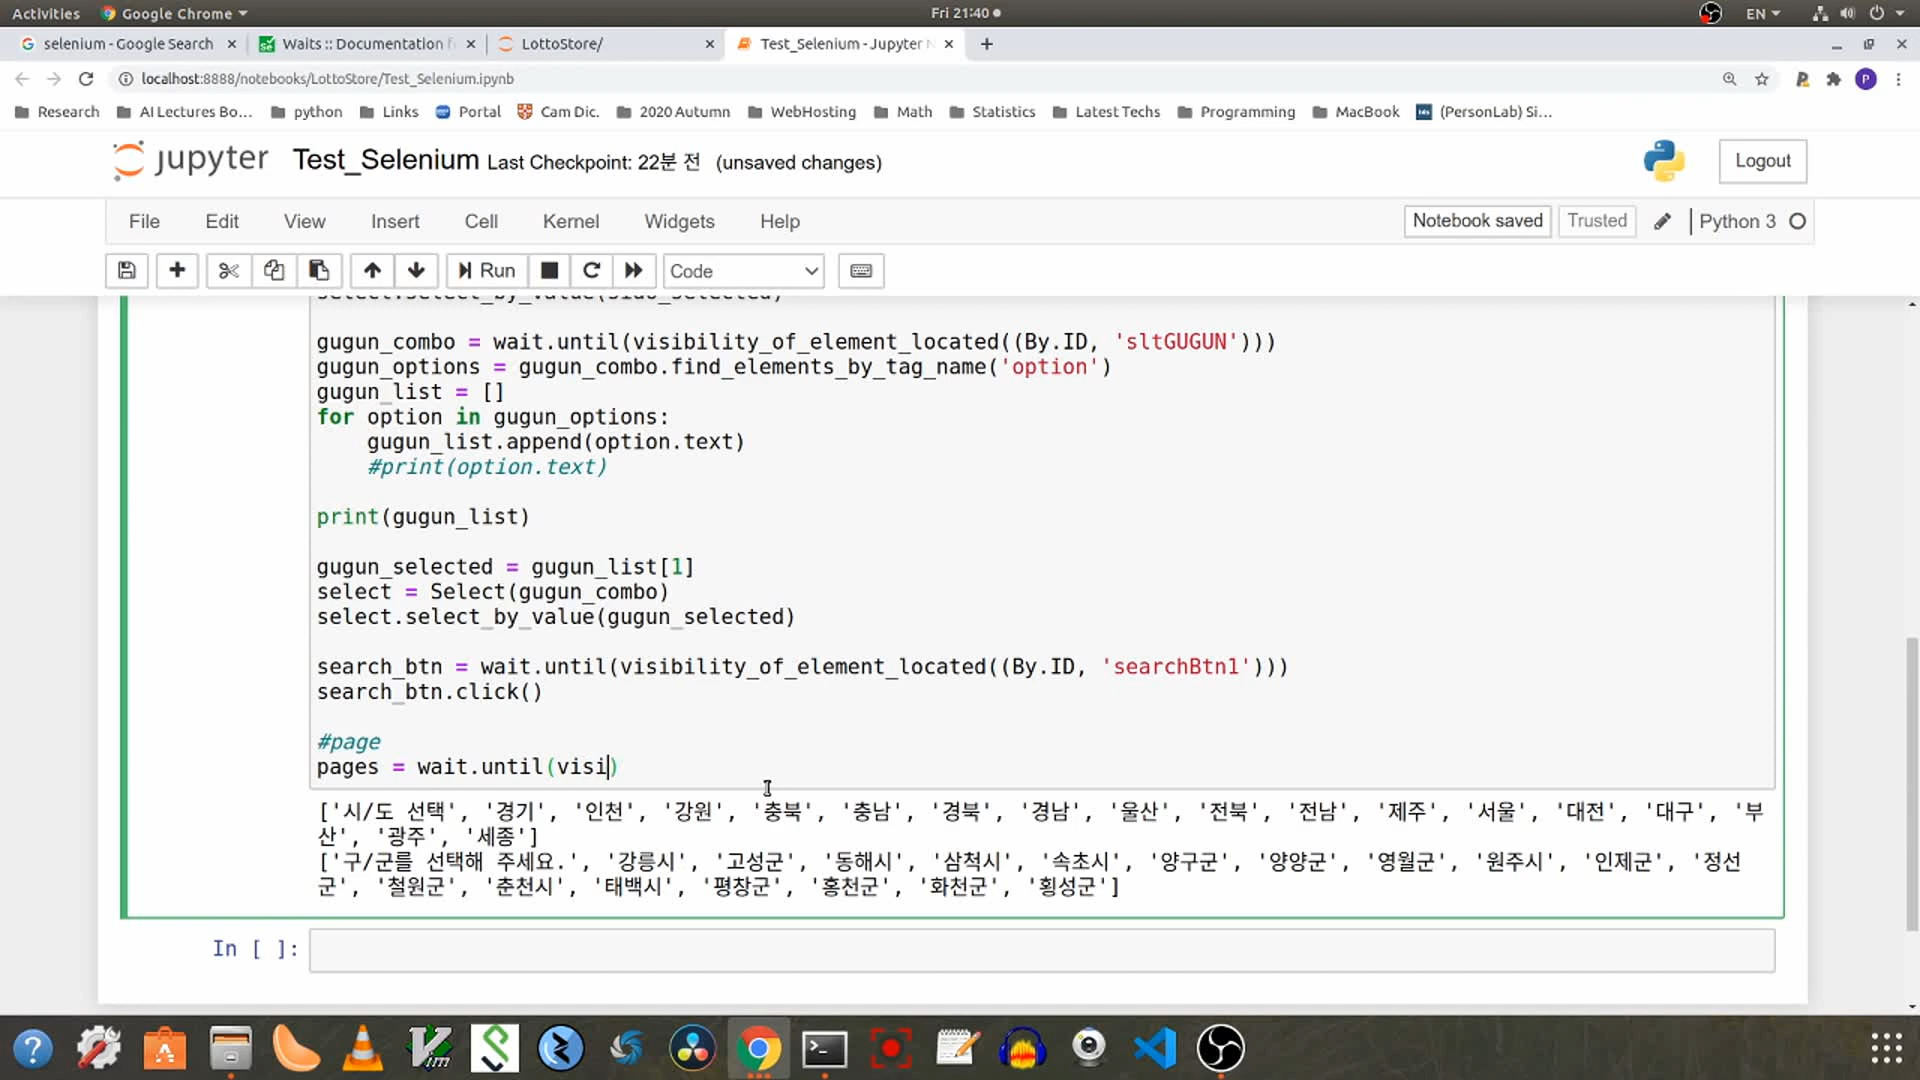 Activities Google Chrome Fri 21:40 EN
selenium - Google Search Waits :: Documentation f LottoStore/ Test_Selenium - Jupyter N
localhost:8888/notebooks/LottoStore/Test_Selenium.ipynb
Research AI Lectures Bo... python Links Portal Cam Dic. 2020 Autumn WebHosting Math Statistics Latest Techs Programming MacBook (PersonLab) Si...
jupyter Test_Selenium Last Checkpoint: 22분 전 (unsaved changes) Logout
File Edit View Insert Cell Kernel Widgets Help Notebook saved Trusted Python 3
Run Code
select.select_by_value(sido_selected)
gugun_combo = wait.until(visibility_of_element_located((By.ID, 'sltGUGUN')))
gugun_options = gugun_combo.find_elements_by_tag_name('option')
gugun_list = []
for option in gugun_options:
    gugun_list.append(option.text)
    #print(option.text)
print(gugun_list)
gugun_selected = gugun_list[1]
select = Select(gugun_combo)
select.select_by_value(gugun_selected)
search_btn = wait.until(visibility_of_element_located((By.ID, 'searchBtn1')))
search_btn.click()
#page
pages = wait.until(visi)
['시/도 선택', '경기', '인천', '강원', '충북', '충남', '경북', '경남', '울산', '전북', '전남', '제주', '서울', '대전', '대구', '부
산', '광주', '세종']
['구/군를 선택해 주세요.', '강릉시', '고성군', '동해시', '삼척시', '속초시', '양구군', '양양군', '영월군', '원주시', '인제군', '정선
군', '철원군', '춘천시', '태백시', '평창군', '홍천군', '화천군', '횡성군']
In [ ]: